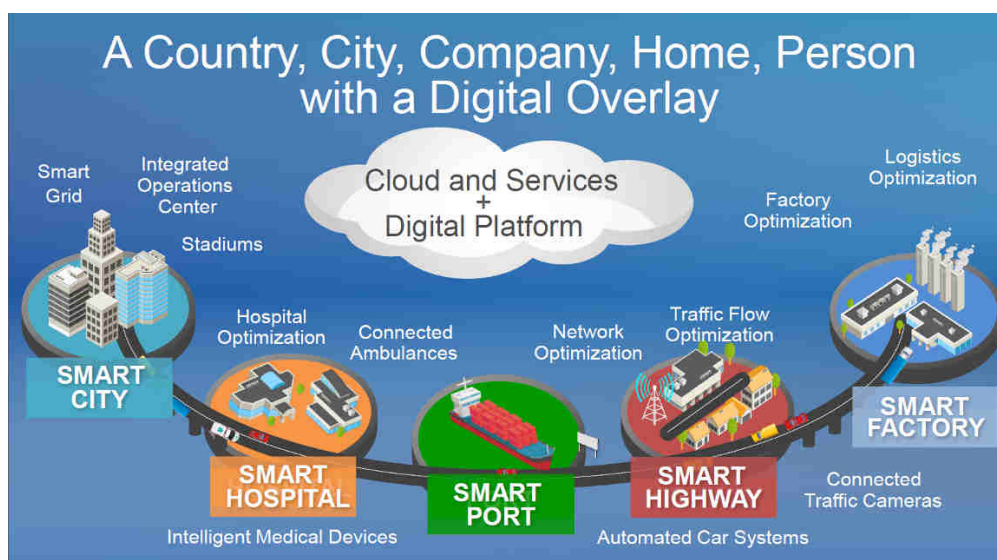 A Country, City, Company, Home, Person
with a Digital Overlay
Cloud and Services
+
Digital Platform
Smart
Grid
Integrated
Operations
Center
Stadiums
Logistics
Optimization
Factory
Optimization
Hospital
Optimization
Connected
Ambulances
Network
Optimization
Traffic Flow
Optimization
SMART
CITY
SMART
HOSPITAL
SMART
PORT
SMART
HIGHWAY
SMART
FACTORY
Intelligent Medical Devices
Automated Car Systems
Connected
Traffic Cameras